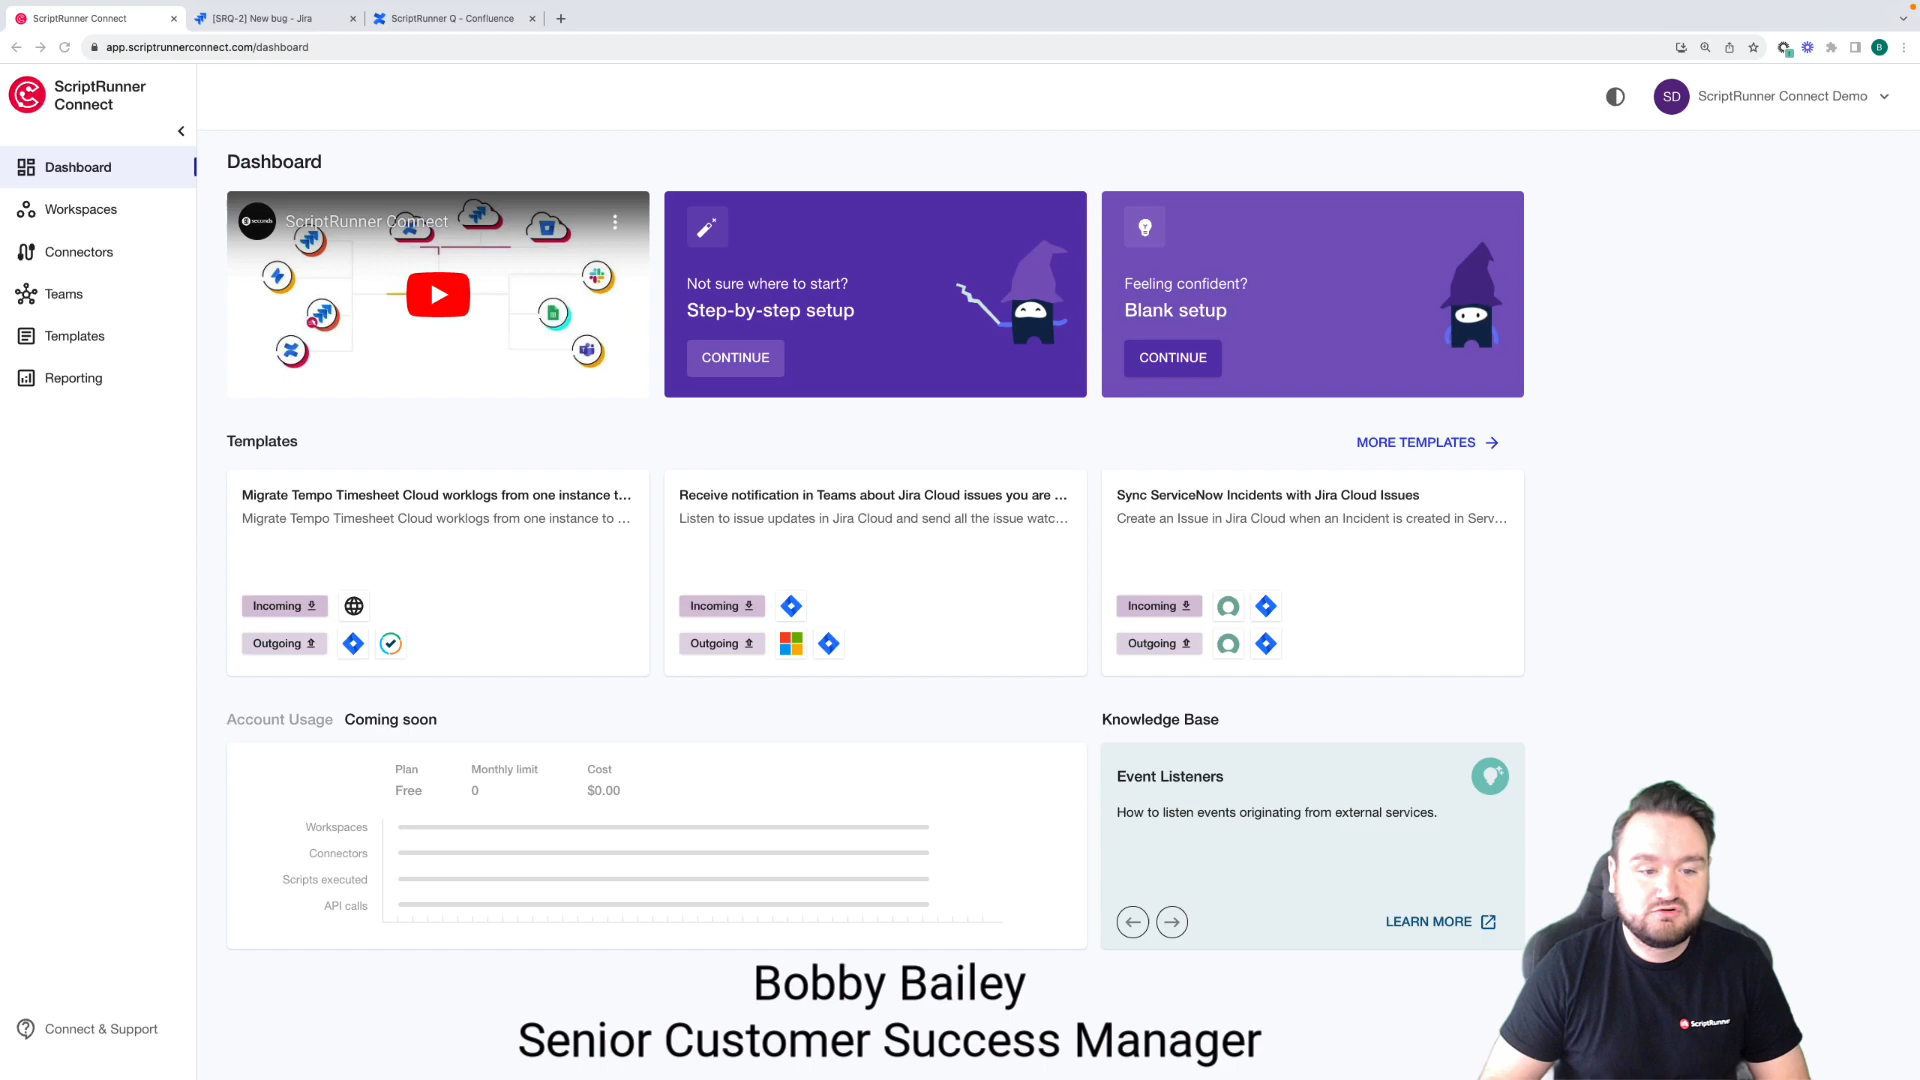 ScriptRunner Connect
[SRQ-2] New bug - Jira
ScriptRunner Q - Confluence
app.scriptrunnerconnect.com/dashboard
B
ScriptRunner
Connect
SD
ScriptRunner Connect Demo
Dashboard
Workspaces
Connectors
Teams
Templates
Reporting
Connect & Support
Dashboard
seconds
ScriptRunner Connect
Not sure where to start?
Step-by-step setup
CONTINUE
Feeling confident?
Blank setup
CONTINUE
Templates
MORE TEMPLATES
Migrate Tempo Timesheet Cloud worklogs from one instance t...
Migrate Tempo Timesheet Cloud worklogs from one instance to ...
Incoming
Outgoing
Receive notification in Teams about Jira Cloud issues you are ...
Listen to issue updates in Jira Cloud and send all the issue watc...
Incoming
Outgoing
Sync ServiceNow Incidents with Jira Cloud Issues
Create an Issue in Jira Cloud when an Incident is created in Serv...
Incoming
Outgoing
Account Usage Coming soon
Plan Monthly limit Cost
Free 0 $0.00
Workspaces
Connectors
Scripts executed
API calls
Knowledge Base
Event Listeners
How to listen events originating from external services.
LEARN MORE
Bobby Bailey
Senior Customer Success Manager
ScriptRunner